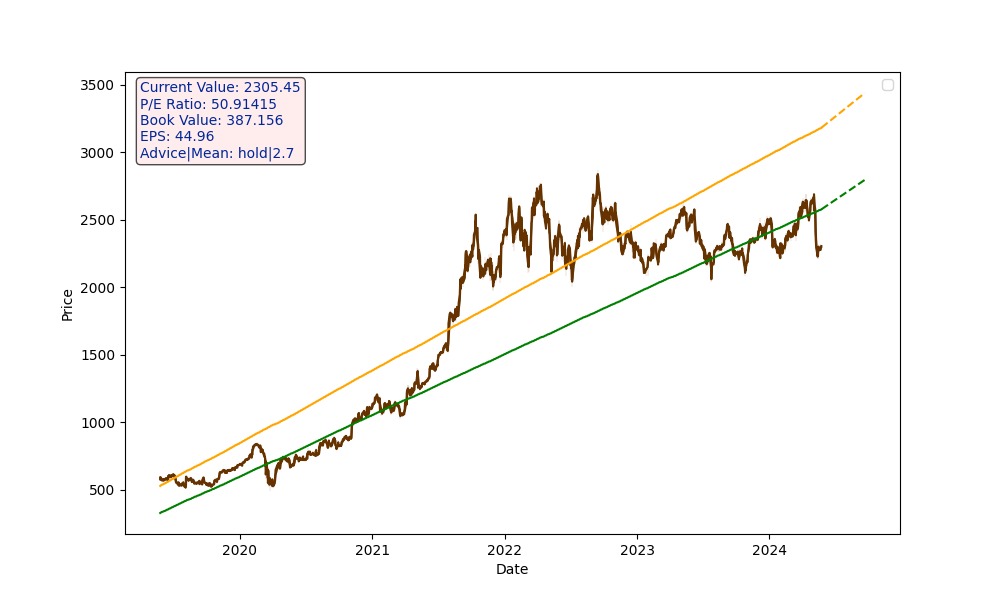 Current Value: 2305.45
P/E Ratio: 50.91415
Book Value: 387.156
EPS: 44.96
Advice|Mean: hold|2.7
3500
3000
2500
2000
1500
1000
500
Price
2020 2021 2022 2023 2024
Date